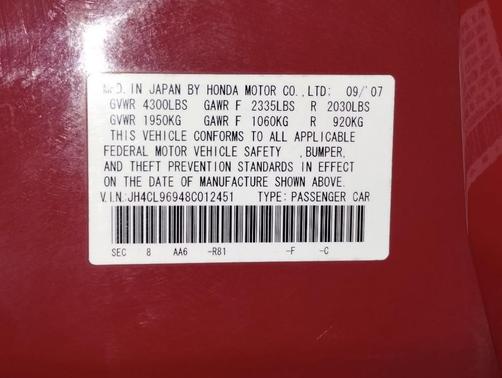 MFD. IN JAPAN BY HONDA MOTOR CO.,LTD: 09/'07
GVWR 4300LBS GAWR F 2335LBS R 2030LBS
GVWR 1950KG GAWR F 1060KG R 920KG
THIS VEHICLE CONFORMS TO ALL APPLICABLE
FEDERAL MOTOR VEHICLE SAFETY ,BUMPER,
AND THEFT PREVENTION STANDARDS IN EFFECT
ON THE DATE OF MANUFACTURE SHOWN ABOVE.
V.I.N:JH4CL96948C012451 TYPE:PASSENGER CAR
SEC 8 AA6 -R81 -F -C